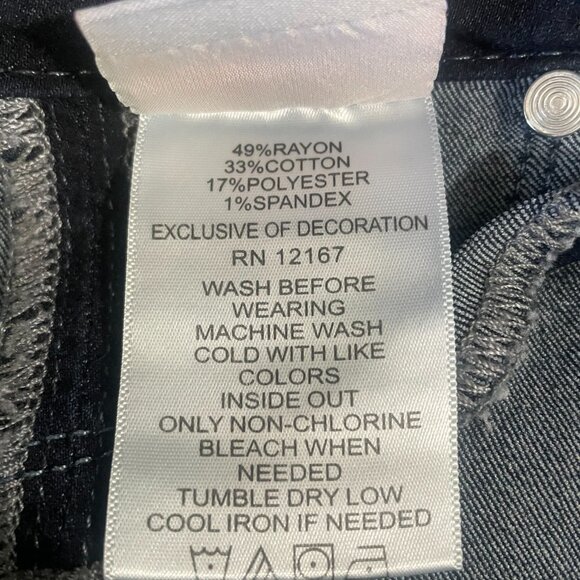 49%RAYON
33%COTTON
17%POLYESTER
1%SPANDEX
EXCLUSIVE OF DECORATION
RN 12167
WASH BEFORE
WEARING
MACHINE WASH
COLD WITH LIKE
COLORS
INSIDE OUT
ONLY NON-CHLORINE
BLEACH WHEN
NEEDED
TUMBLE DRY LOW
COOL IRON IF NEEDED